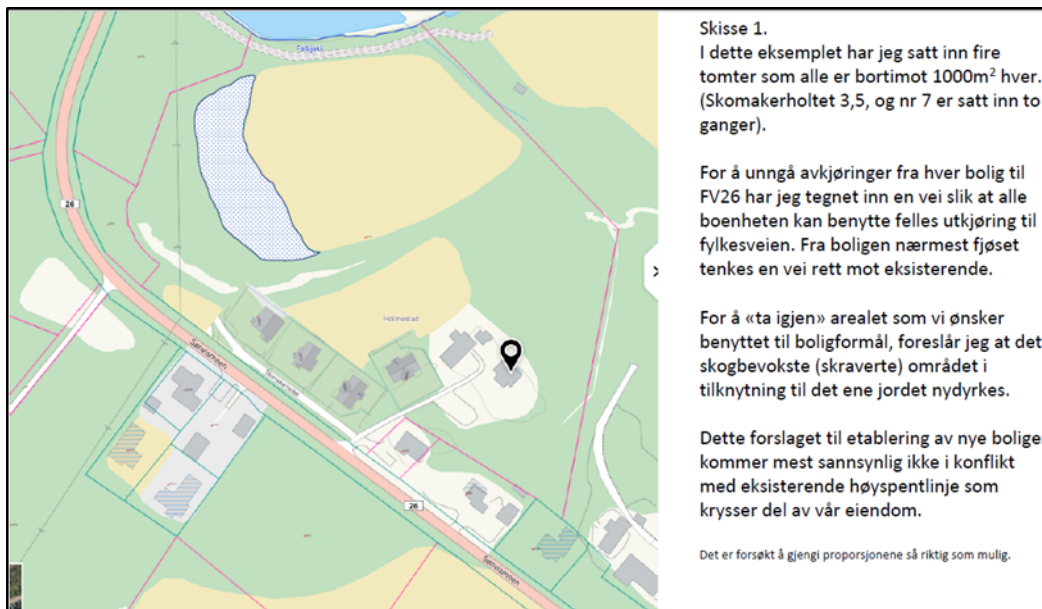 Skisse 1.
I dette eksemplet har jeg satt inn fire
tomter som alle er bortimot 1000m² hver.
(Skomakerholtet 3,5, og nr 7 er satt inn to
ganger).
For å unngå avkjøringer fra hver bolig til
FV26 har jeg tegnet inn en vei slik at alle
boenheten kan benytte felles utkjøring til
fylkesveien. Fra boligen nærmest fjøset
tenkes en vei rett mot eksisterende.
For å «ta igjen» arealet som vi ønsker
benyttet til boligformål, foreslår jeg at det
skogbevokste (skraverte) området i
tilknytning til det ene jordet nydyrkes.
Dette forslaget til etablering av nye bolige
kommer mest sannsynlig ikke i konflikt
med eksisterende høyspentlinje som
krysser del av vår eiendom.
Det er forsøkt å gjengi proporsjonene så riktig som mulig.
26
26